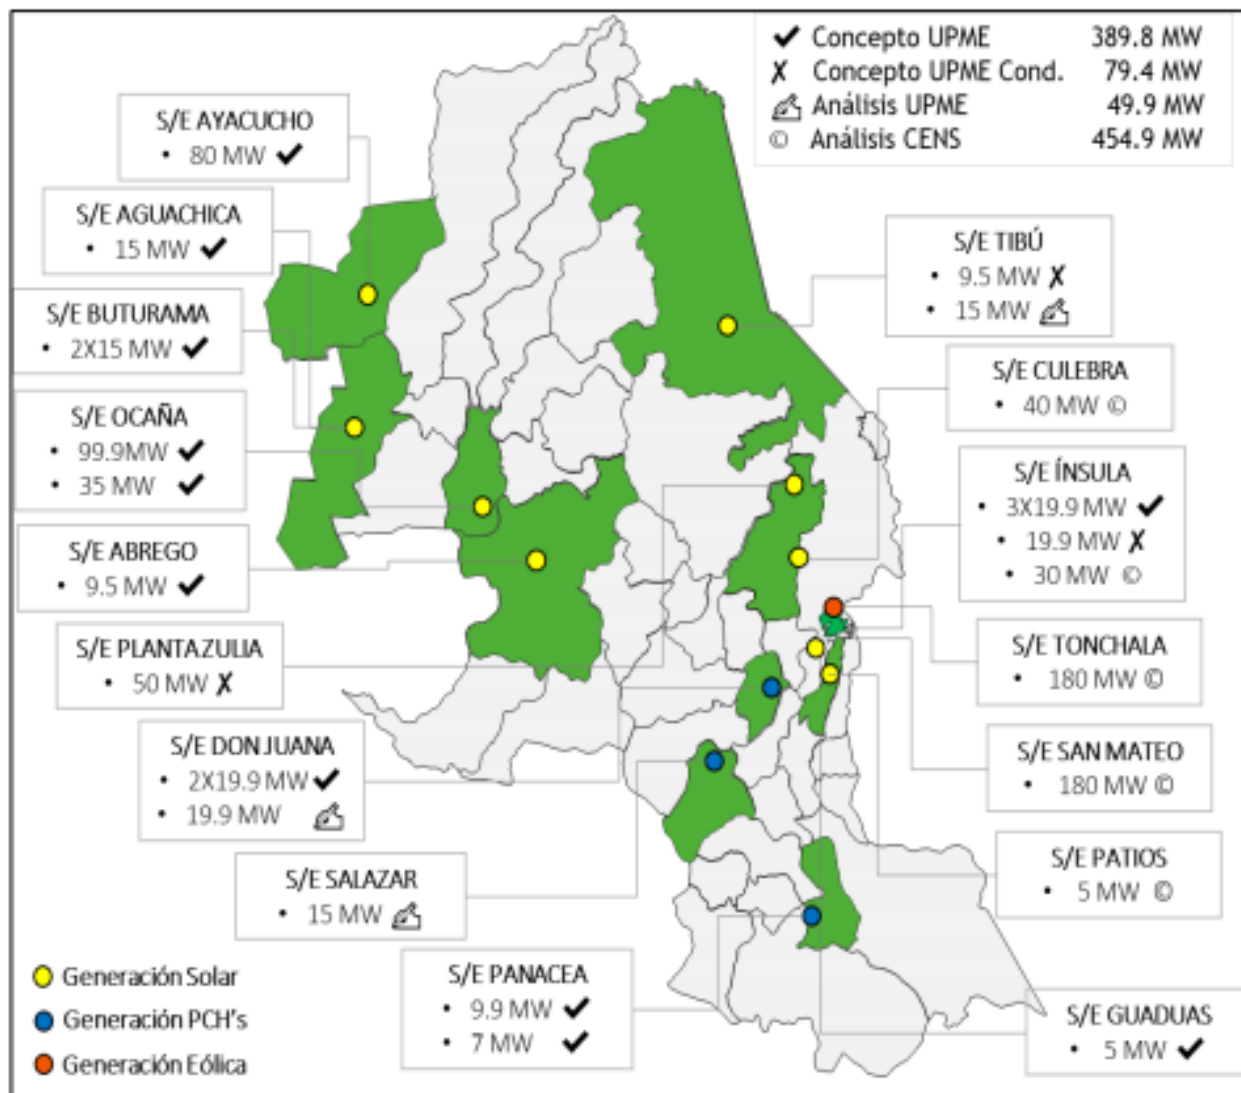 ✔ Concepto UPME 389.8 MW
✗ Concepto UPME Cond. 79.4 MW
✍ Análisis UPME 49.9 MW
© Análisis CENS 454.9 MW
S/E AYACUCHO
• 80 MW ✔
S/E AGUACHICA
• 15 MW ✔
S/E BUTURAMA
• 2X15 MW ✔
S/E OCAÑA
• 99.9MW ✔
• 35 MW ✔
S/E ABREGO
• 9.5 MW ✔
S/E PLANTA ZULIA
• 50 MW ✗
S/E DON JUANA
• 2X19.9 MW ✔
• 19.9 MW ✍
S/E SALAZAR
• 15 MW ✍
S/E PANACEA
• 9.9 MW ✔
• 7 MW ✔
S/E TIBÚ
• 9.5 MW ✗
• 15 MW ✍
S/E CULEBRA
• 40 MW ©
S/E ÍNSULA
• 3X19.9 MW ✔
• 19.9 MW ✗
• 30 MW ©
S/E TONCHALA
• 180 MW ©
S/E SAN MATEO
• 180 MW ©
S/E PATIOS
• 5 MW ©
S/E GUADUAS
• 5 MW ✔
Generación Solar
Generación PCH's
Generación Eólica